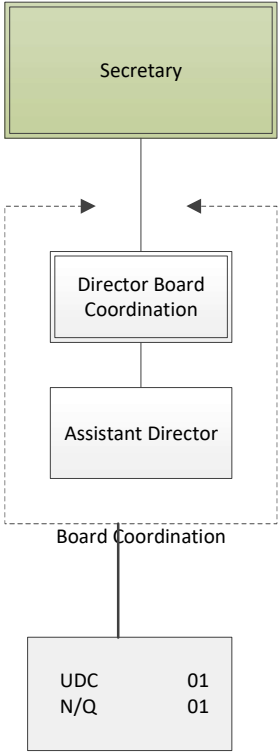 Secretary
Director Board
Coordination
Assistant Director
Board Coordination
UDC 01
N/Q 01